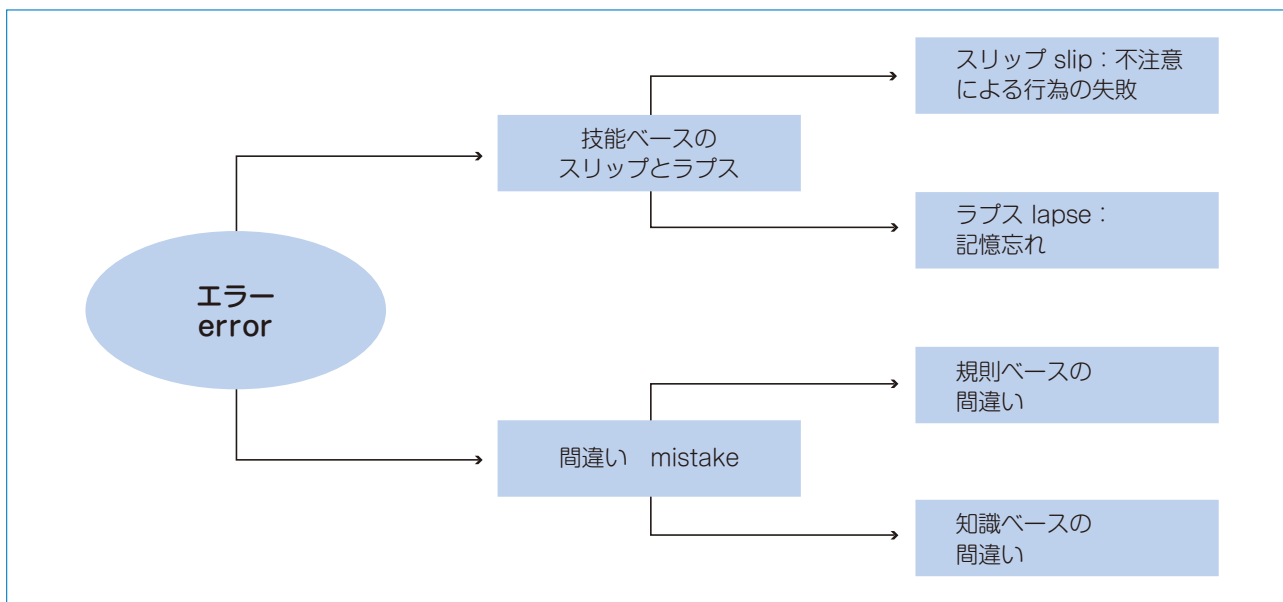 スリップ slip：不注意
による行為の失敗
技能ベースの
スリップとラプス
ラプス lapse：
記憶忘れ
エラー
error
規則ベースの
間違い
間違い　mistake
知識ベースの
間違い